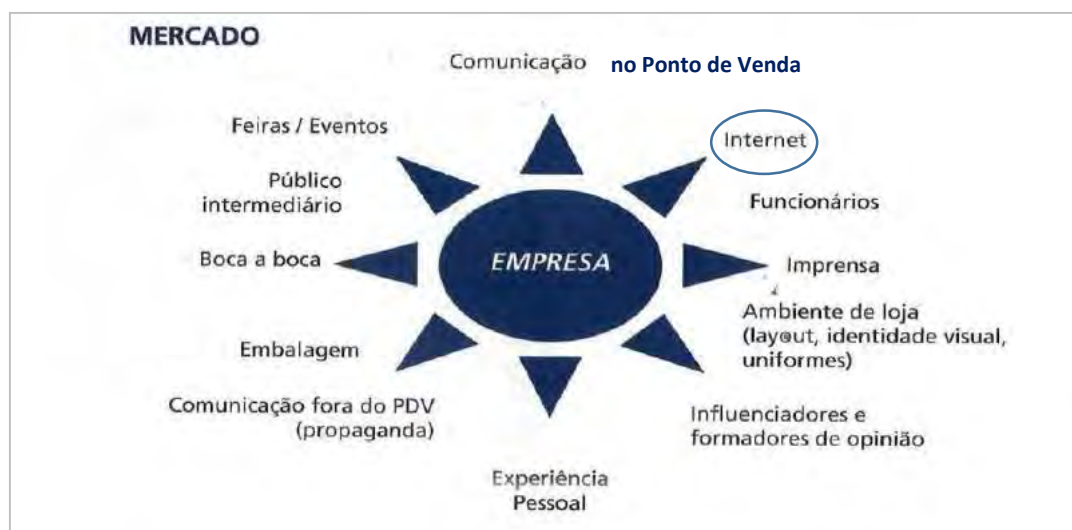 MERCADO
Comunicação no Ponto de Venda
Feiras / Eventos
Internet
Público
intermediário
Funcionários
Boca a boca
EMPRESA
Imprensa
Ambiente de loja
(layout, identidade visual,
uniformes)
Embalagem
Comunicação fora do PDV
(propaganda)
Influenciadores e
formadores de opinião
Experiência
Pessoal